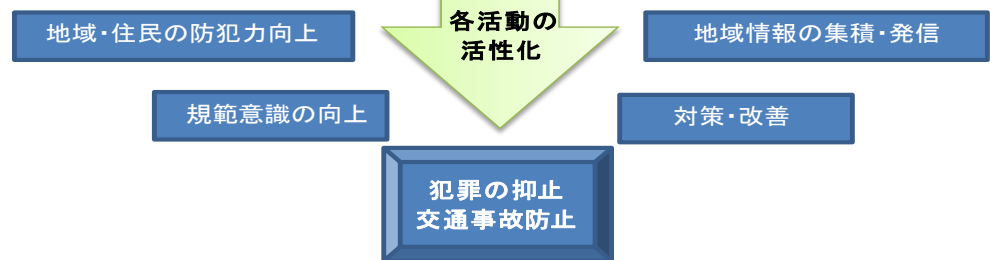 各活動の
活性化
地域・住民の防犯力向上
地域情報の集積・発信
規範意識の向上
対策・改善
犯罪の抑止
交通事故防止